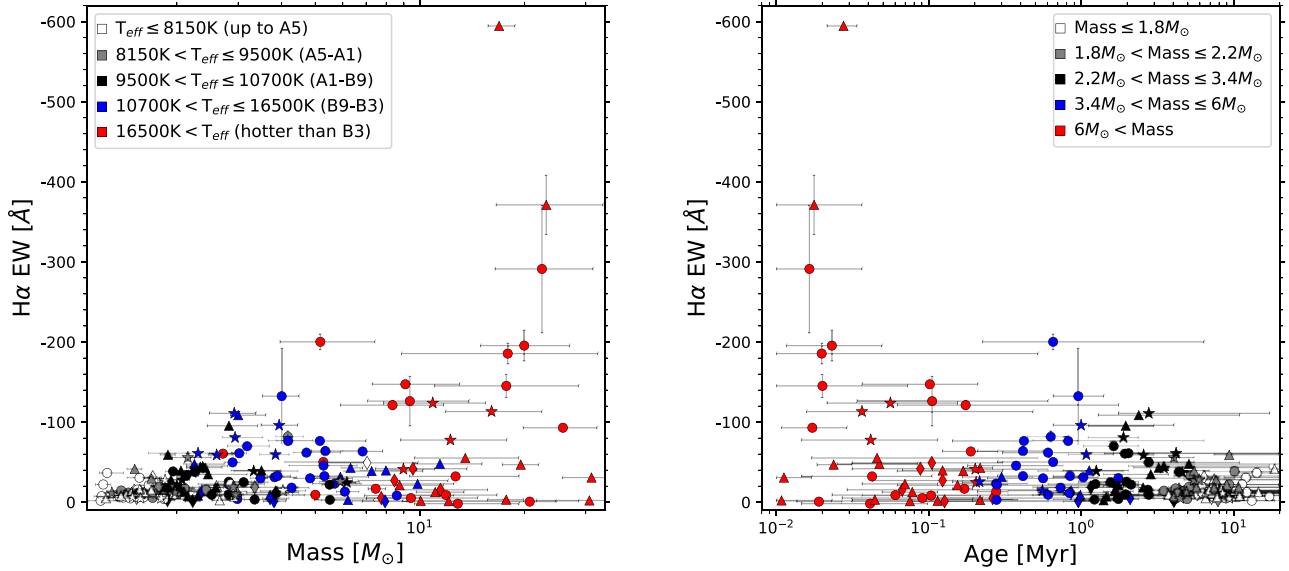 T_eff ≤ 8150K (up to A5)
8150K < T_eff ≤ 9500K (A5-A1)
9500K < T_eff ≤ 10700K (A1-B9)
10700K < T_eff ≤ 16500K (B9-B3)
16500K < T_eff (hotter than B3)
-600
-500
-400
-300
-200
-100
0
Hα EW [Å]
10¹
Mass [M⊙]
Mass ≤ 1.8M⊙
1.8M⊙ < Mass ≤ 2.2M⊙
2.2M⊙ < Mass ≤ 3.4M⊙
3.4M⊙ < Mass ≤ 6M⊙
6M⊙ < Mass
-600
-500
-400
-300
-200
-100
0
Hα EW [Å]
10⁻² 10⁻¹ 10⁰ 10¹
Age [Myr]